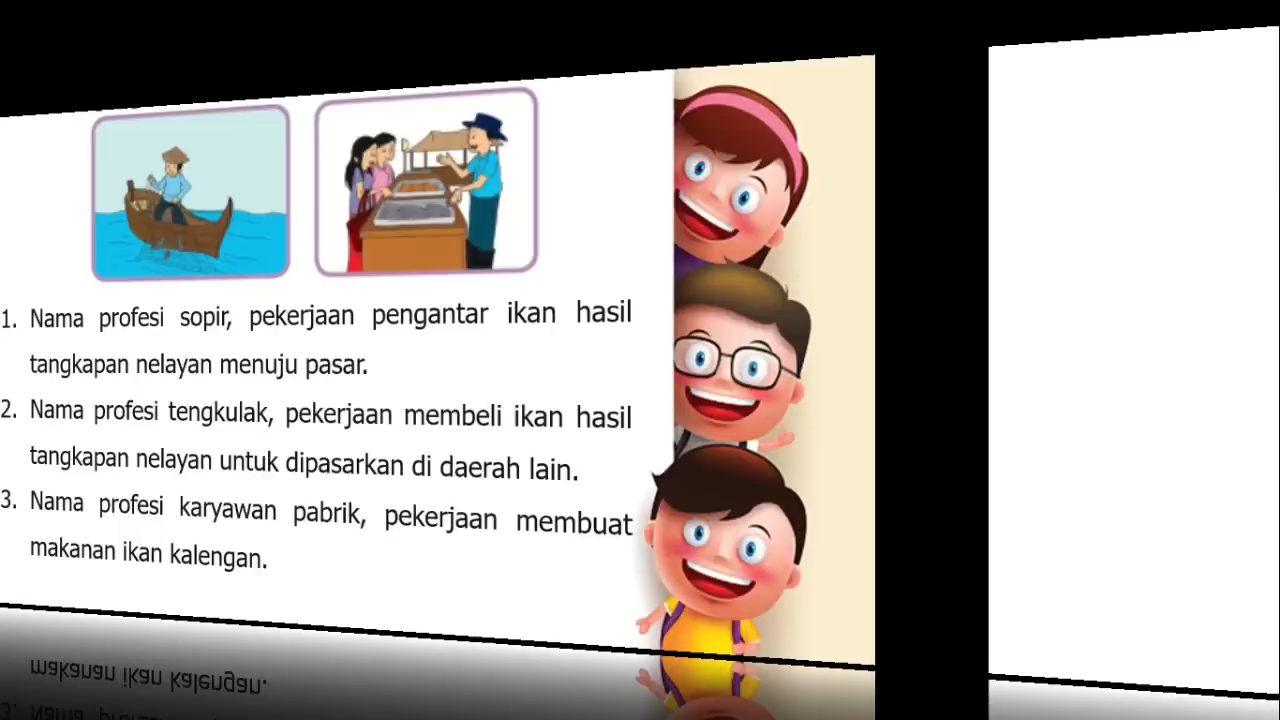 1. Nama profesi sopir, pekerjaan pengantar ikan hasil
tangkapan nelayan menuju pasar.
2. Nama profesi tengkulak, pekerjaan membeli ikan hasil
tangkapan nelayan untuk dipasarkan di daerah lain.
3. Nama profesi karyawan pabrik, pekerjaan membuat
makanan ikan kalengan.